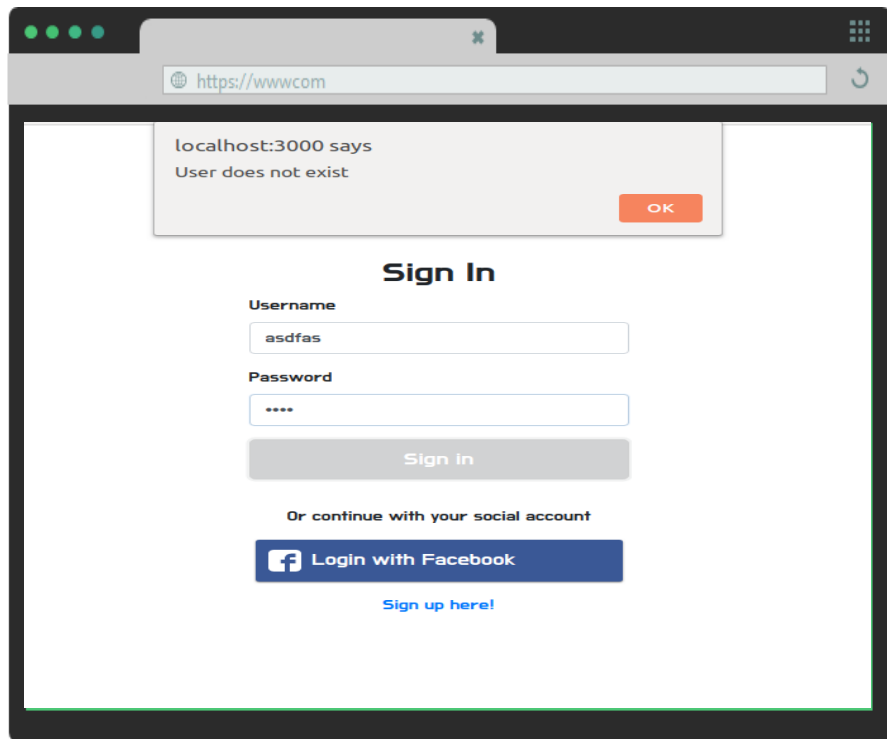 https://wwwcom
localhost:3000 says
User does not exist
OK
Sign In
Username
asdfas
Password
••••
Sign in
Or continue with your social account
f Login with Facebook
Sign up here!